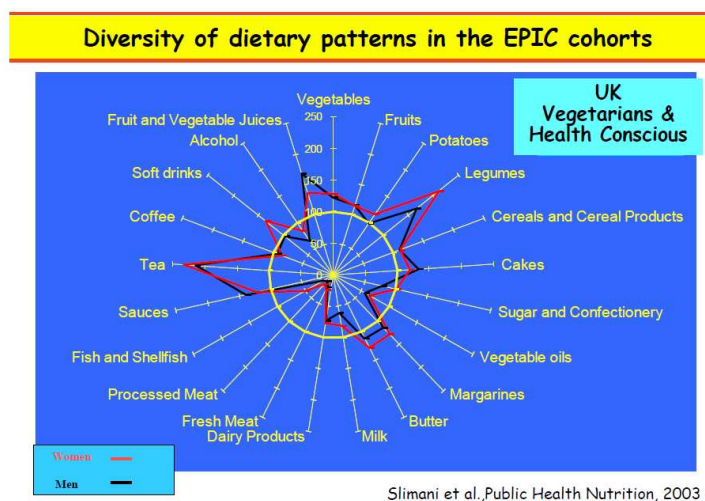 Diversity of dietary patterns in the EPIC cohorts
UK
Vegetarians &
Health Conscious
Vegetables
Fruit and Vegetable Juices
Fruits
Alcohol
Potatoes
Soft drinks
Legumes
Coffee
Cereals and Cereal Products
Tea
Cakes
Sauces
Sugar and Confectionery
Fish and Shellfish
Vegetable oils
Processed Meat
Margarines
Fresh Meat
Butter
Dairy Products
Milk
250
200
150
100
50
0
Women
Men
Slimani et al.,Public Health Nutrition, 2003